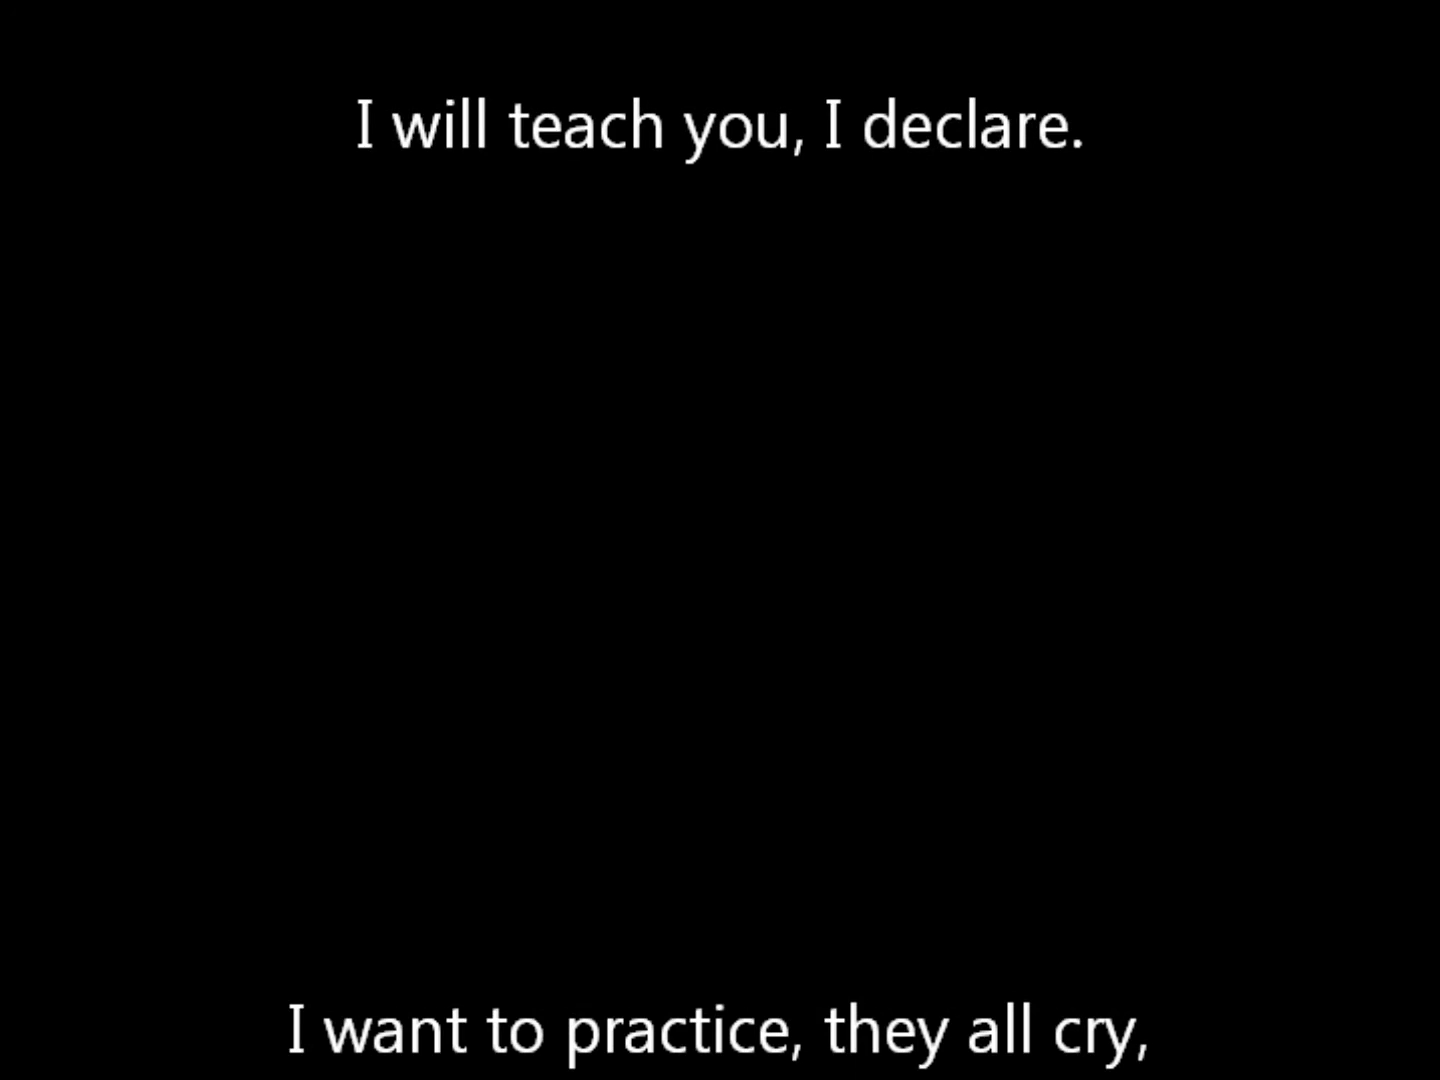 I will teach you, I declare.
I want to practice, they all cry,